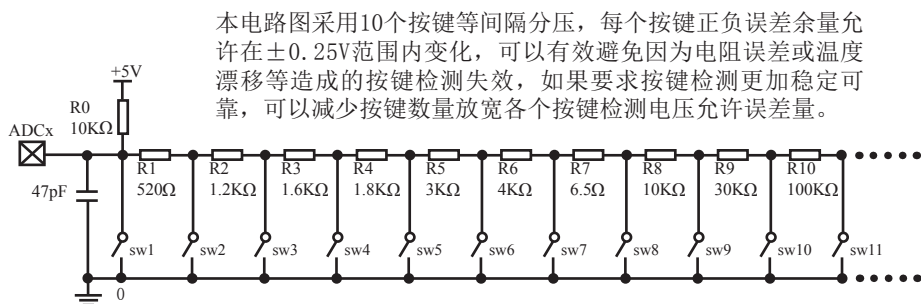 本电路图采用10个按键等间隔分压，每个按键正负误差余量允
许在±0.25V范围内变化，可以有效避免因为电阻误差或温度
漂移等造成的按键检测失效，如果要求按键检测更加稳定可
靠，可以减少按键数量放宽各个按键检测电压允许误差量。
+5V
R0
10KΩ
ADCx
R1 R2 R3 R4 R5 R6 R7 R8 R9 R10
47pF 520Ω 1.2KΩ 1.6KΩ 1.8KΩ 3KΩ 4KΩ 6.5Ω 10KΩ 30KΩ 100KΩ
sw1 sw2 sw3 sw4 sw5 sw6 sw7 sw8 sw9 sw10 sw11
0